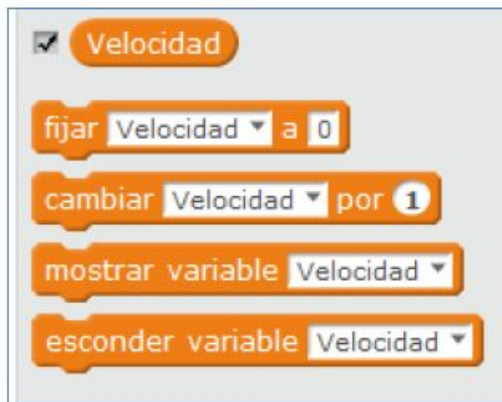 Velocidad
fijar Velocidad a 0
cambiar Velocidad por 1
mostrar variable Velocidad
esconder variable Velocidad